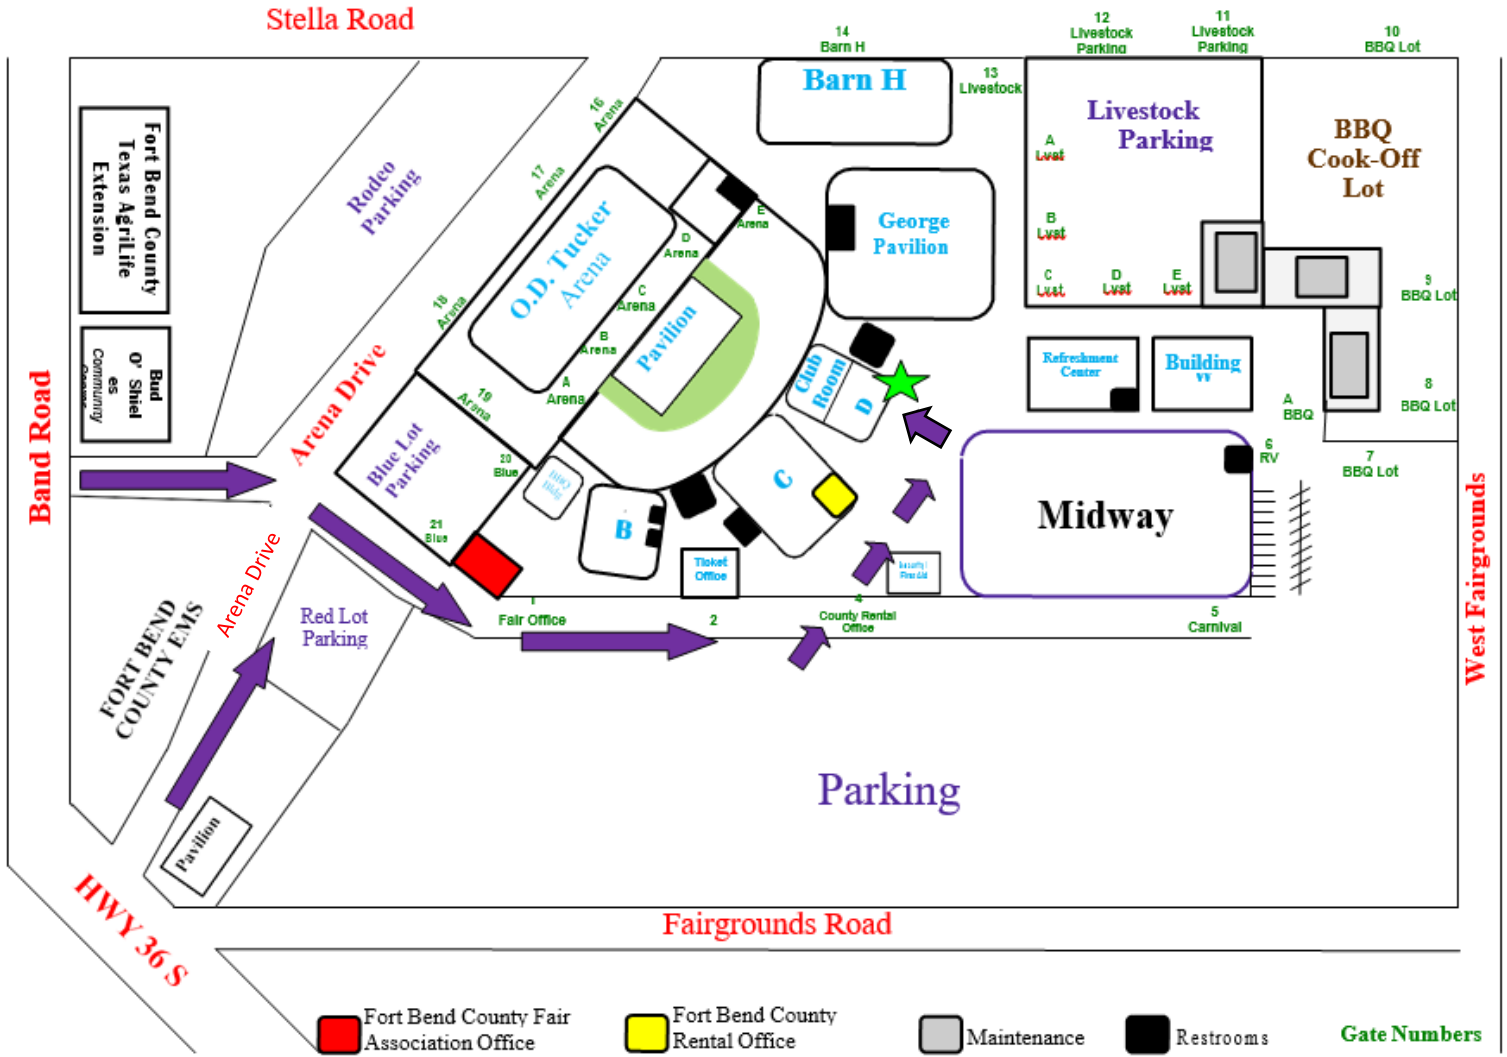 Stella Road
14
Barn H
12
Livestock
Parking
11
Livestock
Parking
10
BBQ Lot
13
Livestock
Barn H
Livestock
Parking
BBQ
Cook-Off
Lot
Fort Bend County
Texas AgriLife
Extension
Bud
O' Shiel
es
Community
Rodeo
Parking
16
Arena
17
Arena
18
Arena
19
Arena
20
Blue
21
Blue
O.D. Tucker
Arena
E
Arena
D
Arena
C
Arena
B
Arena
A
Arena
Pavilion
George
Pavilion
A
Lvst
B
Lvst
C
Lvst
D
Lvst
E
Lvst
9
BBQ Lot
8
BBQ Lot
7
BBQ Lot
A
BBQ
6
RV
Refreshment
Center
Building
W
Club
Room
D
C
B
BBQ
Bldg
Ticket
Office
First Aid
Midway
Arena Drive
Blue Lot
Parking
Band Road
West Fairgrounds
Arena Drive
FORT BEND
COUNTY EMS
Red Lot
Parking
1
Fair Office
2
4
County Rental
Office
5
Carnival
Parking
Pavilion
HWY 36 S
Fairgrounds Road
Fort Bend County Fair
Association Office
Fort Bend County
Rental Office
Maintenance
Restrooms
Gate Numbers